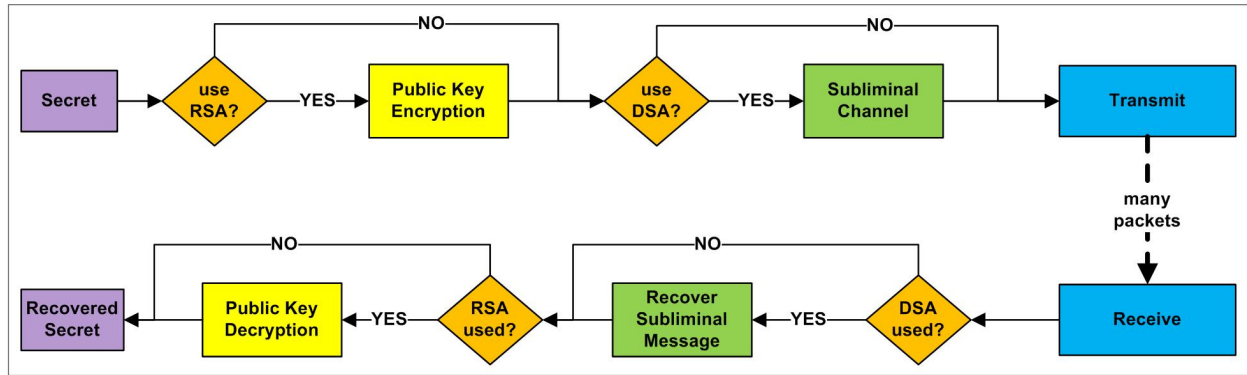 NO
NO
Secret
use
RSA?
YES
Public Key
Encryption
use
DSA?
YES
Subliminal
Channel
Transmit
many
packets
NO
NO
Recovered
Secret
Public Key
Decryption
YES
RSA
used?
Recover
Subliminal
Message
YES
DSA
used?
Receive